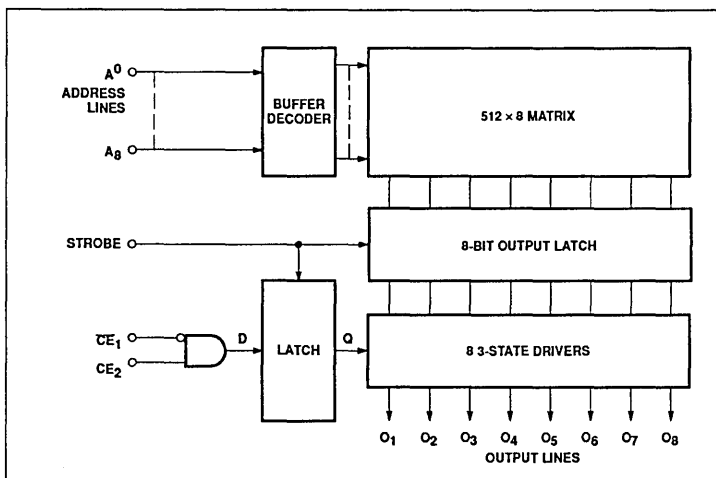 A⁰
ADDRESS
LINES
A₈
BUFFER
DECODER
512 × 8 MATRIX
STROBE
8-BIT OUTPUT LATCH
C̅E̅₁
CE₂
D
LATCH
Q
8 3-STATE DRIVERS
O₁ O₂ O₃ O₄ O₅ O₆ O₇ O₈
OUTPUT LINES